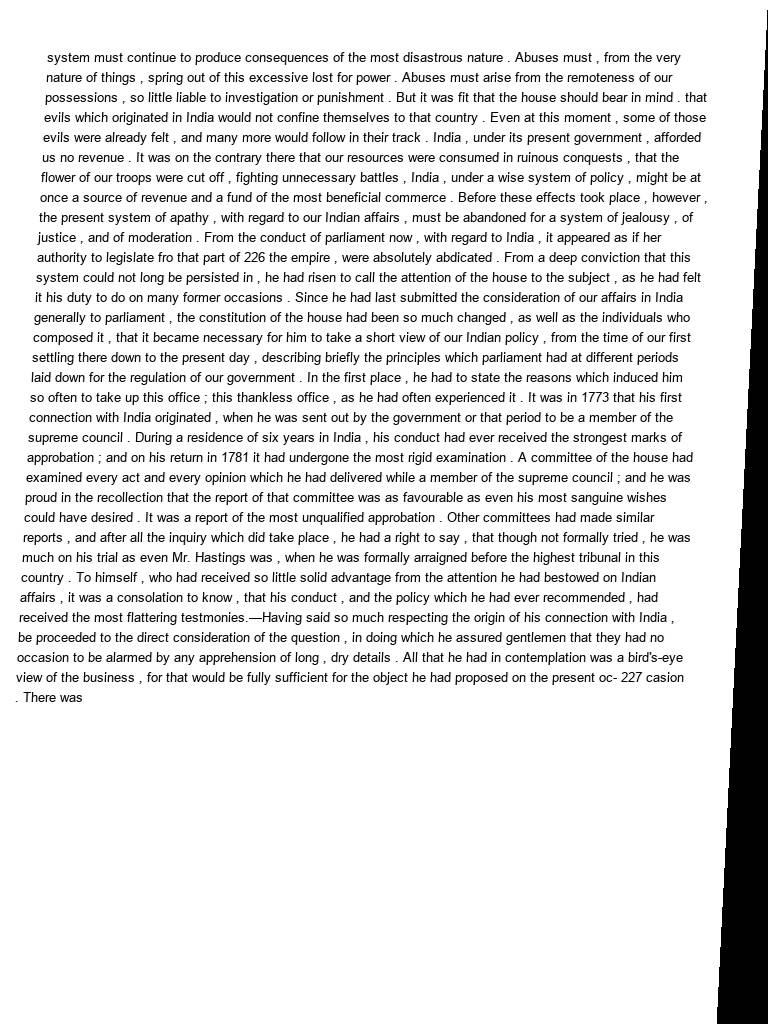 system must continue to produce consequences of the most disastrous nature . Abuses must , from the very
nature of things , spring out of this excessive lost for power . Abuses must arise from the remoteness of our
possessions , so little liable to investigation or punishment . But it was fit that the house should bear in mind . that
evils which originated in India would not confine themselves to that country . Even at this moment , some of those
evils were already felt , and many more would follow in their track . India , under its present government , afforded
us no revenue . It was on the contrary there that our resources were consumed in ruinous conquests , that the
flower of our troops were cut off , fighting unnecessary battles , India , under a wise system of policy , might be at
once a source of revenue and a fund of the most beneficial commerce . Before these effects took place , however ,
the present system of apathy , with regard to our Indian affairs , must be abandoned for a system of jealousy , of
justice , and of moderation . From the conduct of parliament now , with regard to India , it appeared as if her
authority to legislate fro that part of 226 the empire , were absolutely abdicated . From a deep conviction that this
system could not long be persisted in , he had risen to call the attention of the house to the subject , as he had felt
it his duty to do on many former occasions . Since he had last submitted the consideration of our affairs in India
generally to parliament , the constitution of the house had been so much changed , as well as the individuals who
composed it , that it became necessary for him to take a short view of our Indian policy , from the time of our first
settling there down to the present day , describing briefly the principles which parliament had at different periods
laid down for the regulation of our government . In the first place , he had to state the reasons which induced him
so often to take up this office ; this thankless office , as he had often experienced it . It was in 1773 that his first
connection with India originated , when he was sent out by the government or that period to be a member of the
supreme council . During a residence of six years in India , his conduct had ever received the strongest marks of
approbation ; and on his return in 1781 it had undergone the most rigid examination . A committee of the house had
examined every act and every opinion which he had delivered while a member of the supreme council ; and he was
proud in the recollection that the report of that committee was as favourable as even his most sanguine wishes
could have desired . It was a report of the most unqualified approbation . Other committees had made similar
reports , and after all the inquiry which did take place , he had a right to say , that though not formally tried , he was
much on his trial as even Mr. Hastings was , when he was formally arraigned before the highest tribunal in this
country . To himself , who had received so little solid advantage from the attention he had bestowed on Indian
affairs , it was a consolation to know , that his conduct , and the policy which he had ever recommended , had
received the most flattering testimonies.—Having said so much respecting the origin of his connection with India ,
be proceeded to the direct consideration of the question , in doing which he assured gentlemen that they had no
occasion to be alarmed by any apprehension of long , dry details . All that he had in contemplation was a bird's-eye
view of the business , for that would be fully sufficient for the object he had proposed on the present oc- 227 casion
. There was